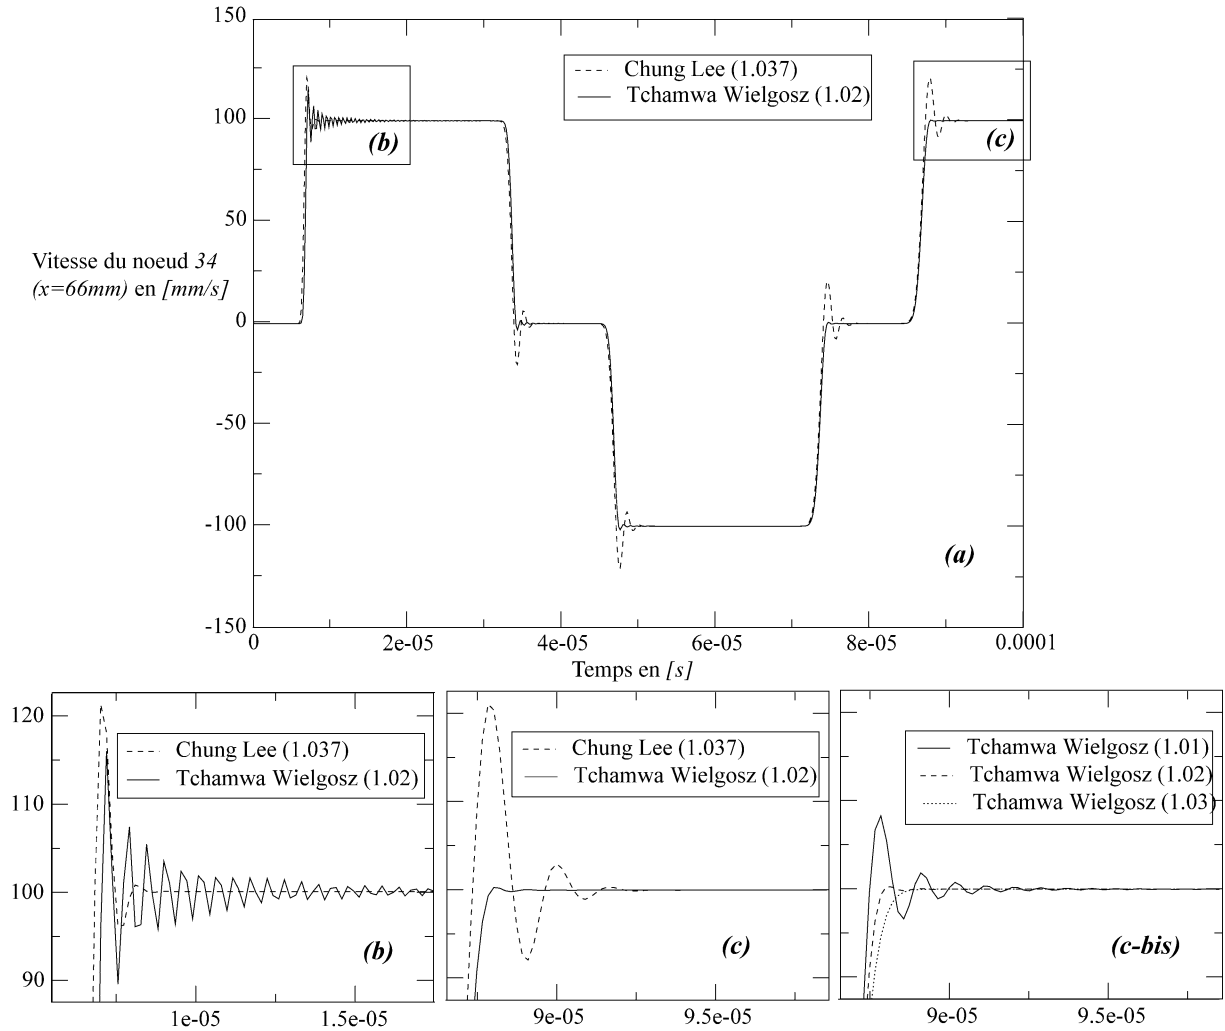 150
100
50
0
-50
-100
-150
Vitesse du noeud 34
(x=66mm) en [mm/s]
Chung Lee (1.037)
Tchamwa Wielgosz (1.02)
(b)
(c)
(a)
0
2e-05
4e-05
6e-05
8e-05
0.0001
Temps en [s]
120
110
100
90
Chung Lee (1.037)
Tchamwa Wielgosz (1.02)
(b)
1e-05
1.5e-05
Chung Lee (1.037)
Tchamwa Wielgosz (1.02)
(c)
9e-05
9.5e-05
Tchamwa Wielgosz (1.01)
Tchamwa Wielgosz (1.02)
Tchamwa Wielgosz (1.03)
(c-bis)
9e-05
9.5e-05